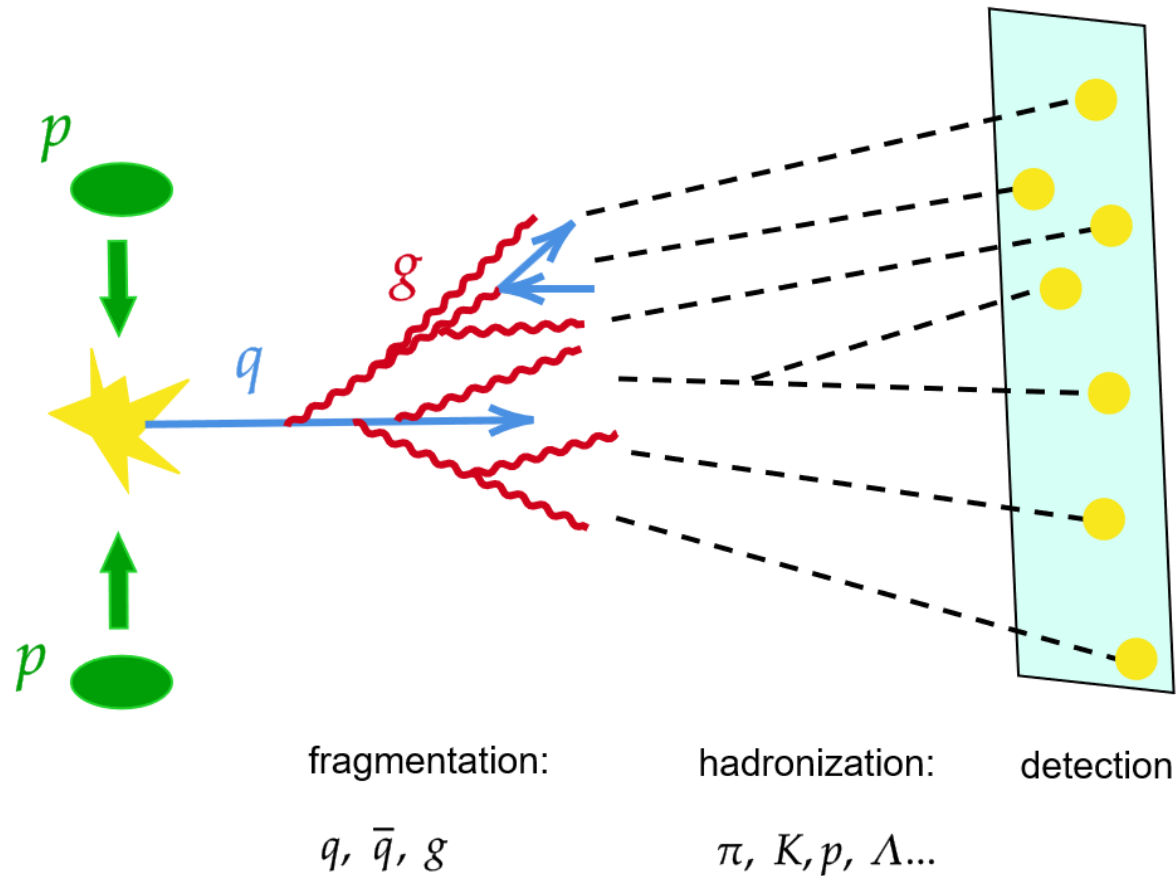 p
g
q
p
fragmentation: hadronization: detection
q, q̅, g π, K, p, Λ...